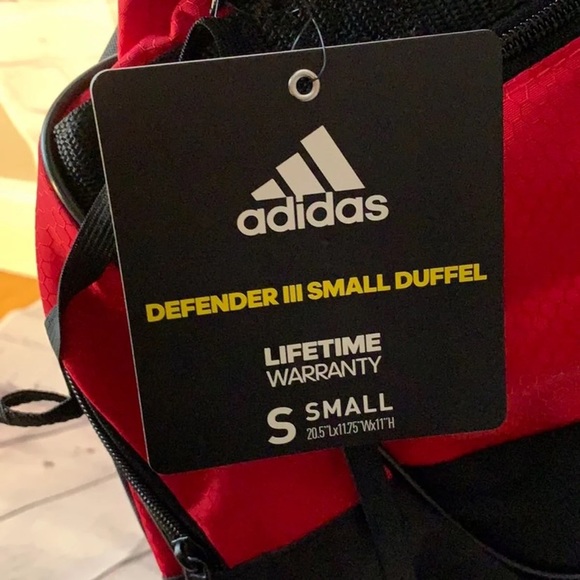 adidas
DEFENDER III SMALL DUFFEL
LIFETIME
WARRANTY
S SMALL
20.5"Lx11.75"Wx11"H